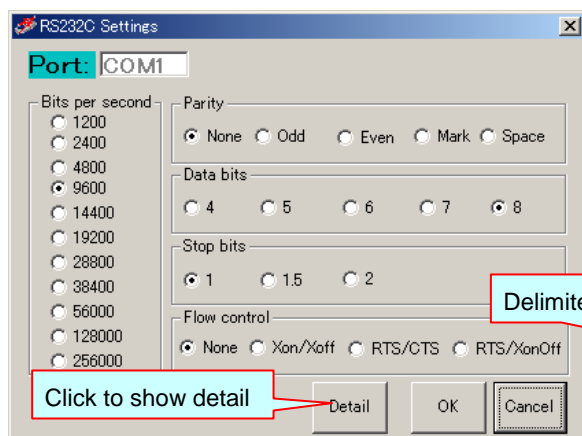 RS232C Settings
Port: COM1
Bits per second
1200
2400
4800
9600
14400
19200
28800
38400
56000
128000
256000
Parity
None Odd Even Mark Space
Data bits
4 5 6 7 8
Stop bits
1 1.5 2
Flow control
None Xon/Xoff RTS/CTS RTS/XonOff
Click to show detail
Detail OK Cancel